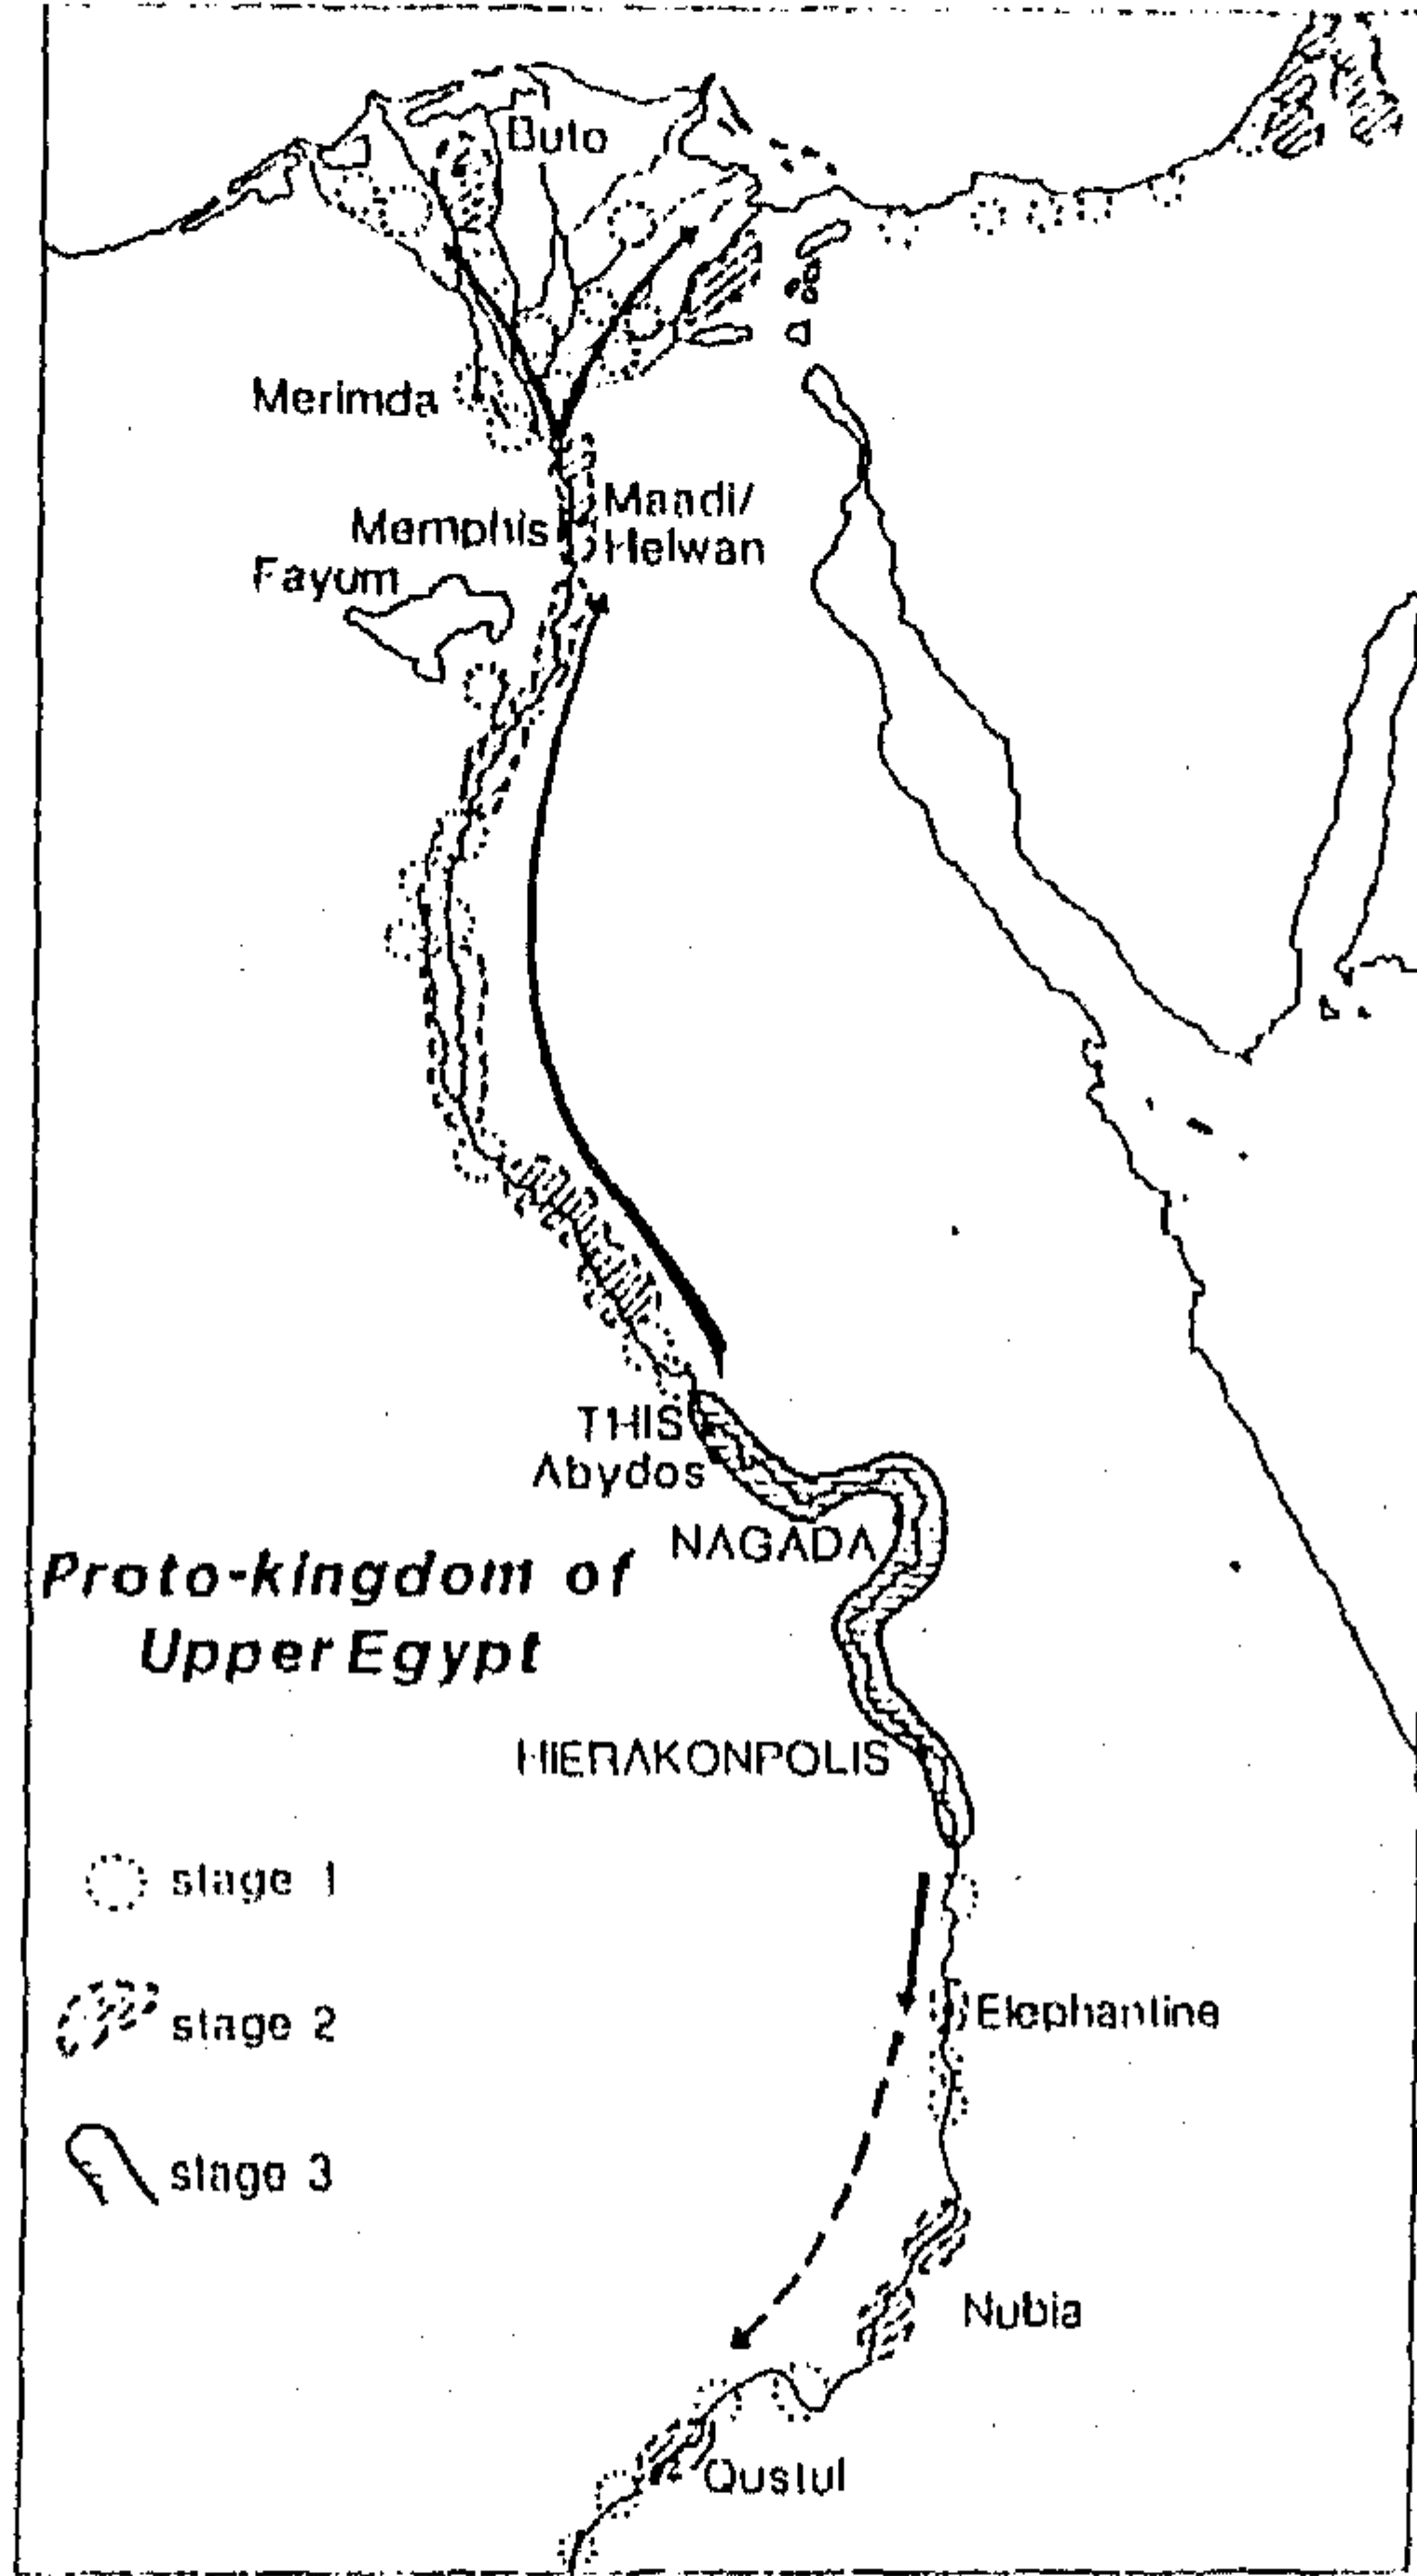 Buto
Merimda
Maadi/
Helwan
Memphis
Fayum
THIS
Abydos
NAGADA
Proto-kingdom of
Upper Egypt
HIERAKONPOLIS
stage 1
stage 2
stage 3
Elephantine
Nubia
Qustul